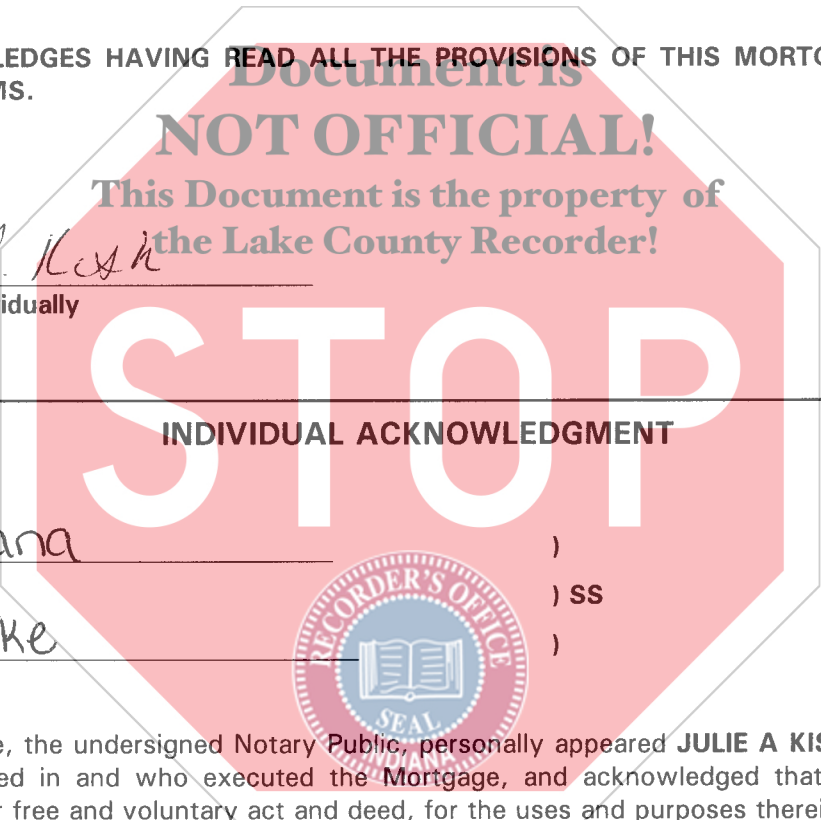 LEDGES HAVING READ ALL THE PROVISIONS OF THIS MORTG
MS.
Document is
NOT OFFICIAL!
This Document is the property of
the Lake County Recorder!
idually
STOP
INDIVIDUAL ACKNOWLEDGMENT
ana )
) SS
ke )
RECORDER'S OFFICE
SEAL
INDIANA
e, the undersigned Notary Public, personally appeared JULIE A KIS
ed in and who executed the Mortgage, and acknowledged that
r free and voluntary act and deed, for the uses and purposes therei